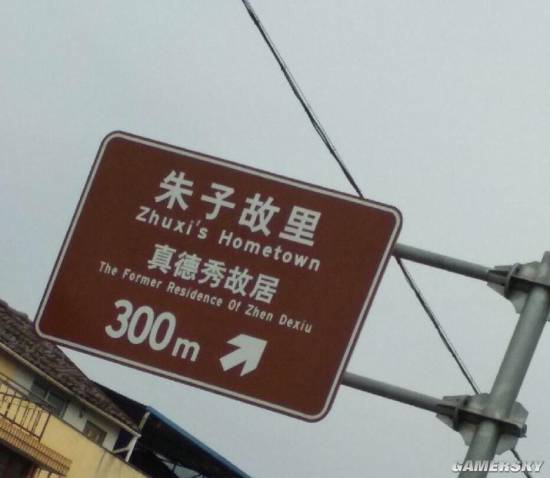 朱子故里
Zhuxi's Hometown
真德秀故居
The Former Residence Of Zhen Dexiu
300m
GAMERSKY